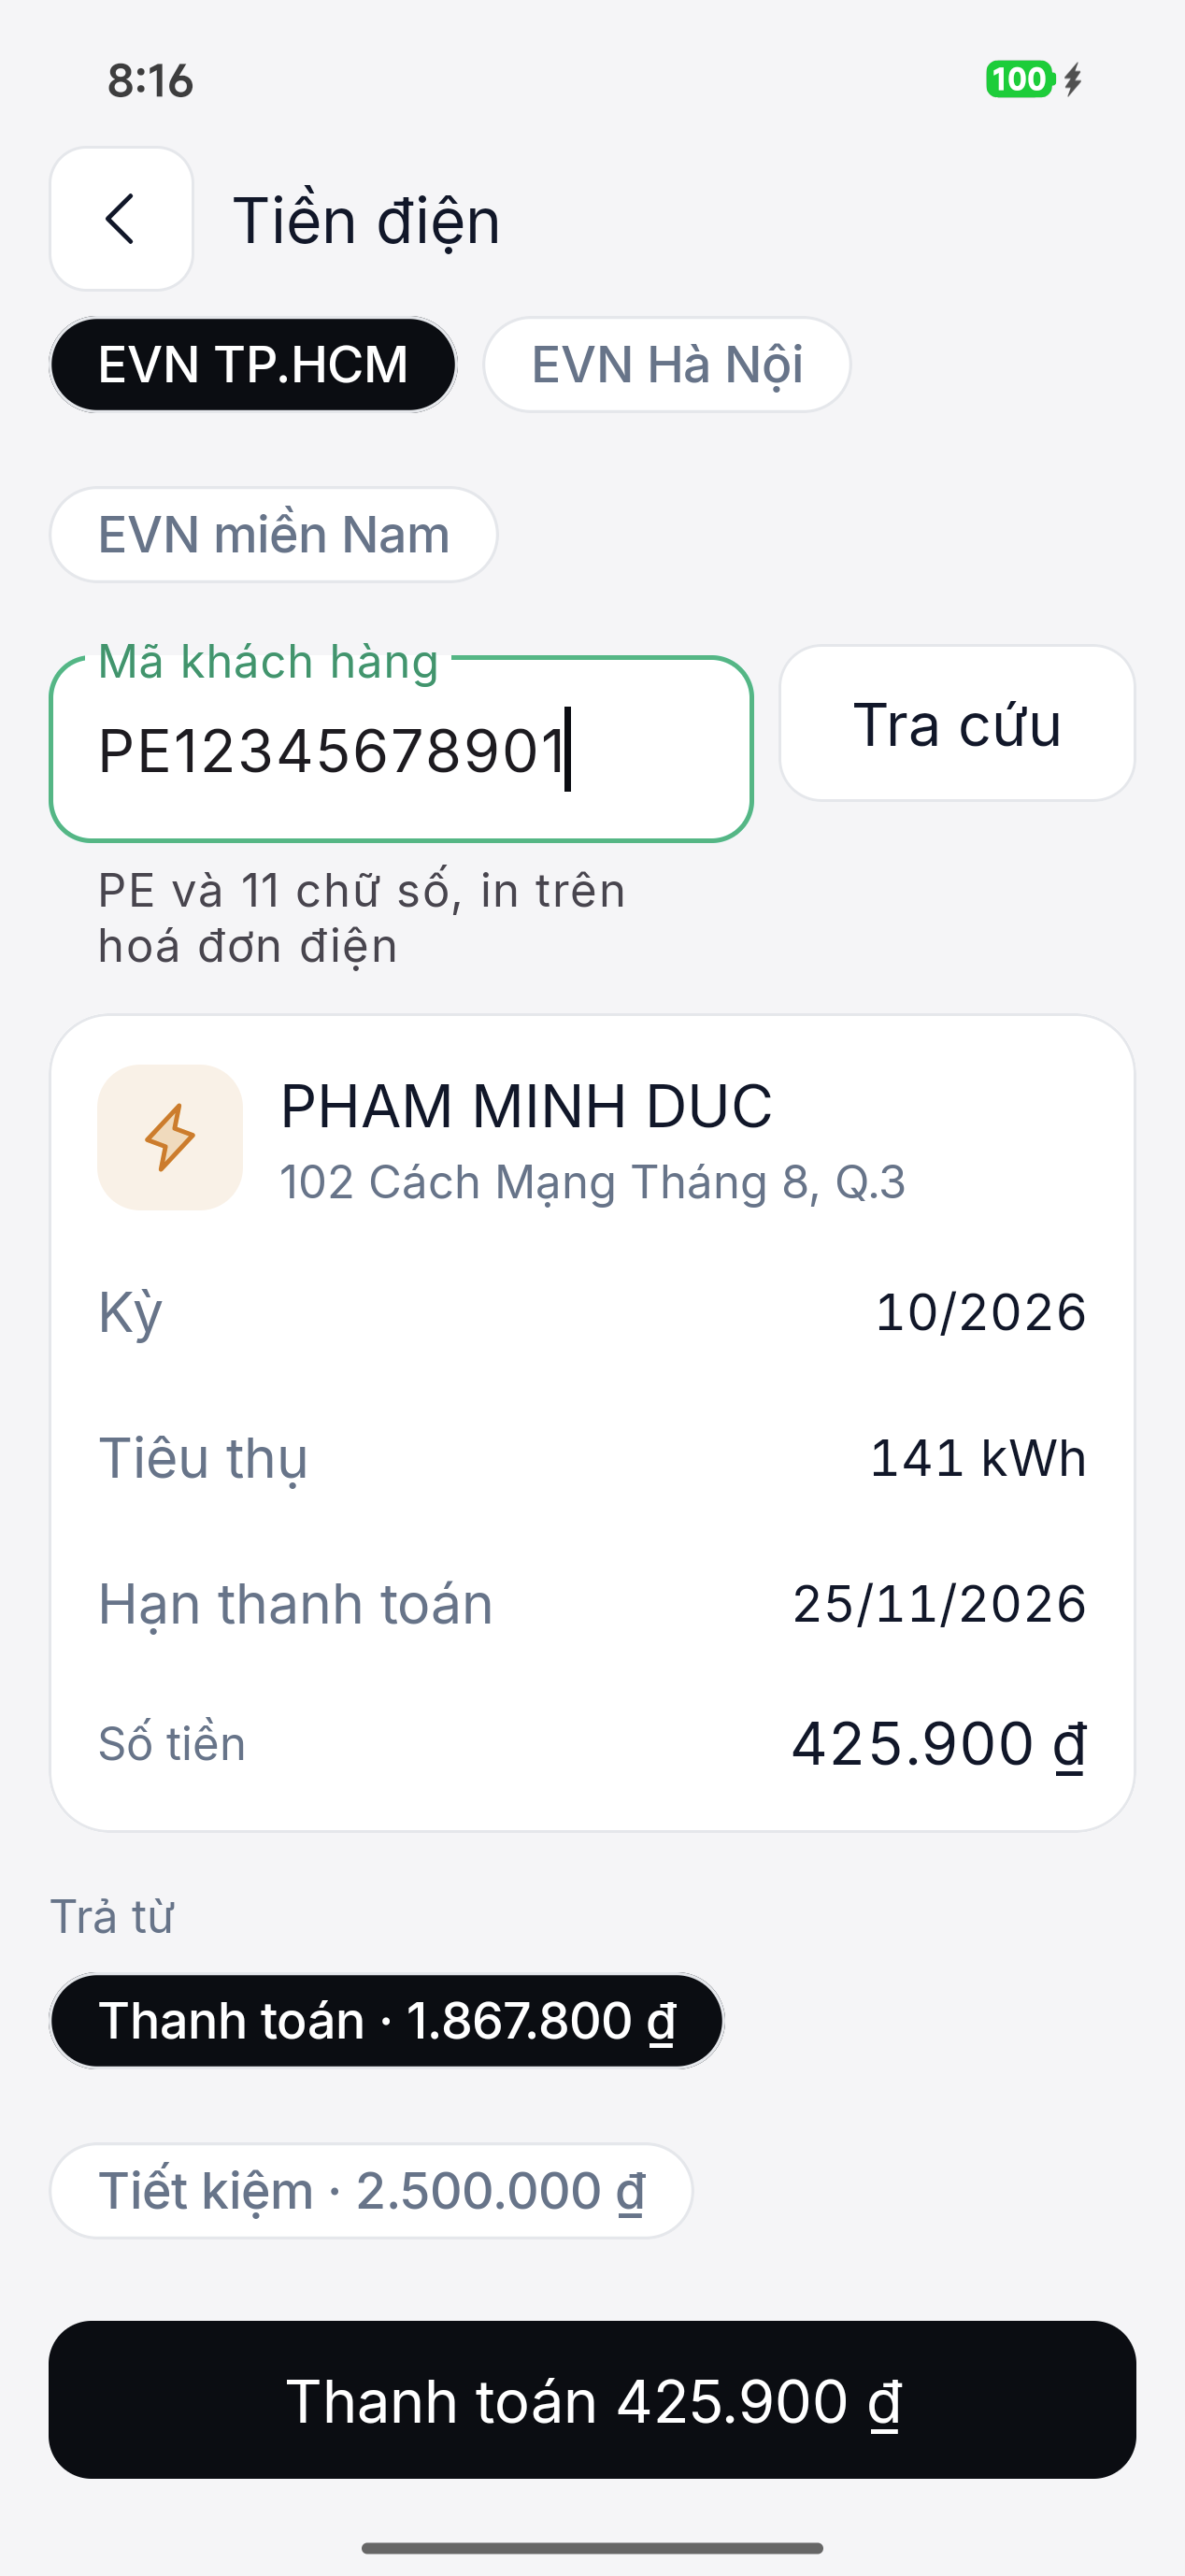 8:16
100
Tiền điện
EVN TP.HCM
EVN Hà Nội
EVN miền Nam
Mã khách hàng
PE12345678901
Tra cứu
PE và 11 chữ số, in trên
hoá đơn điện
PHAM MINH DUC
102 Cách Mạng Tháng 8, Q.3
Kỳ
10/2026
Tiêu thụ
141 kWh
Hạn thanh toán
25/11/2026
Số tiền
425.900 ₫
Trả từ
Thanh toán · 1.867.800 ₫
Tiết kiệm · 2.500.000 ₫
Thanh toán 425.900 ₫